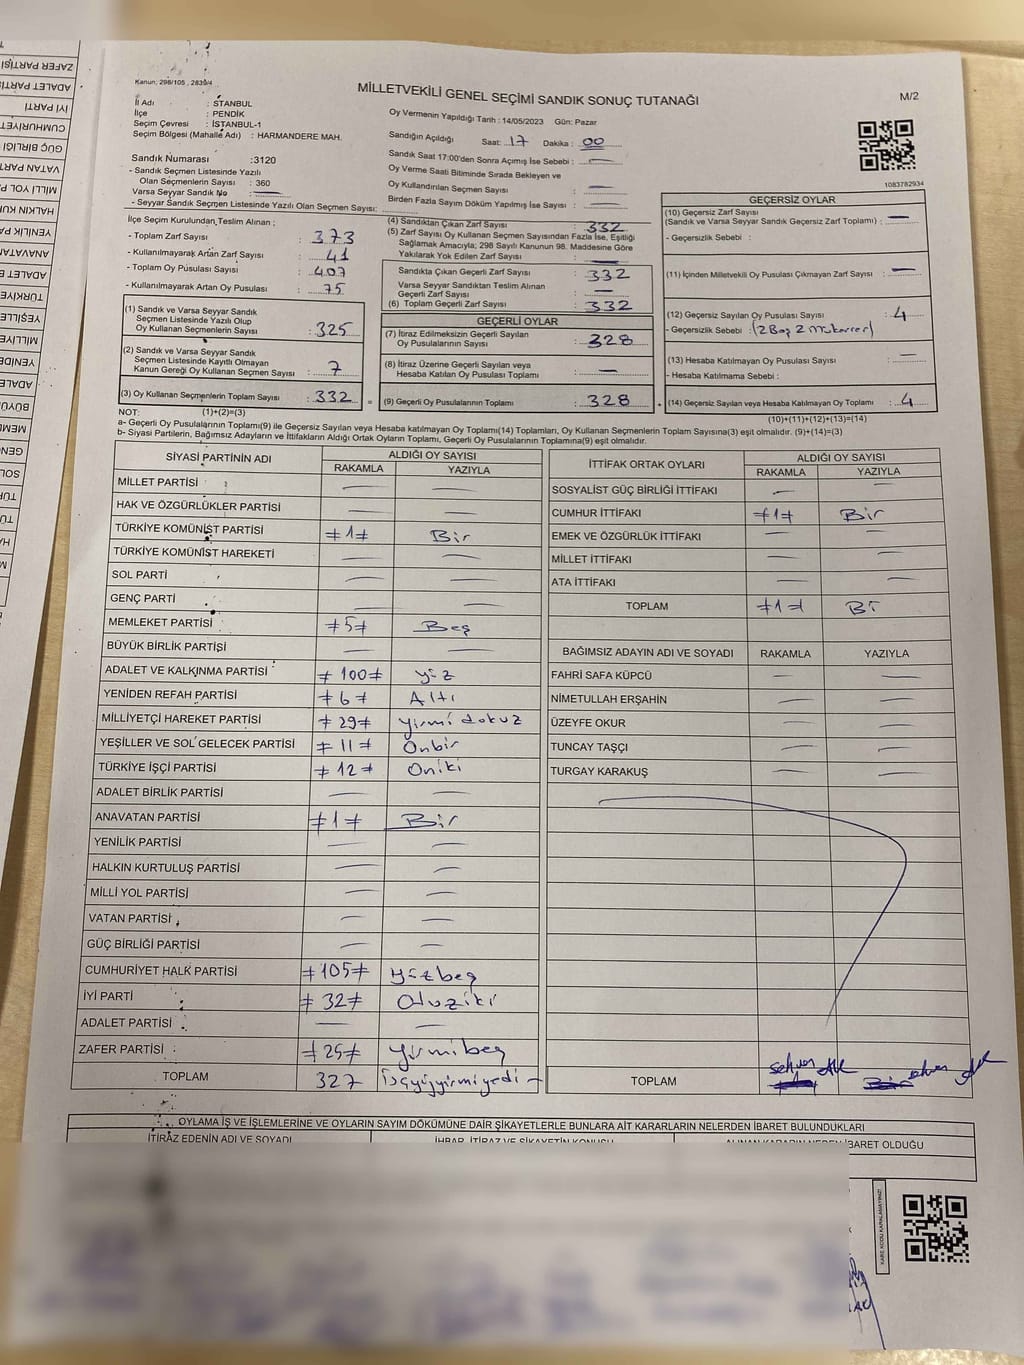 Kanun; 298/105 , 2839/4
MİLLETVEKİLİ GENEL SEÇİMİ SANDIK SONUÇ TUTANAĞI
M/2
İl Adı : STANBUL
İlçe : PENDİK
Seçim Çevresi : İSTANBUL-1
Seçim Bölgesi (Mahalle Adı) : HARMANDERE MAH.
Sandık Numarası :3120
- Sandık Seçmen Listesinde Yazılı
Olan Seçmenlerin Sayısı : 360
Varsa Seyyar Sandık No
- Seyyar Sandık Seçmen Listesinde Yazılı Olan Seçmen Sayısı:
İlçe Seçim Kurulundan Teslim Alınan ;
- Toplam Zarf Sayısı : 373
- Kullanılmayarak Artan Zarf Sayısı : 41
- Toplam Oy Pusulası Sayısı : 407
- Kullanılmayarak Artan Oy Pusulası : 75
(1) Sandık ve Varsa Seyyar Sandık
Seçmen Listesinde Yazılı Olup
Oy Kullanan Seçmenlerin Sayısı : 325
(2) Sandık ve Varsa Seyyar Sandık
Seçmen Listesinde Kayıtlı Olmayan
Kanun Gereği Oy Kullanan Seçmen Sayısı : 7
(3) Oy Kullanan Seçmenlerin Toplam Sayısı : 332
Oy Vermenin Yapıldığı Tarih : 14/05/2023 Gün: Pazar
Sandığın Açıldığı Saat: 17 Dakika : 00
Sandık Saat 17:00'den Sonra Açımış İse Sebebi : —
Oy Verme Saati Bitiminde Sırada Bekleyen ve
Oy Kullandırılan Seçmen Sayısı : —
Birden Fazla Sayım Döküm Yapılmış İse Sayısı : —
(4) Sandıktan Çıkan Zarf Sayısı : 332
(5) Zarf Sayısı Oy Kullanan Seçmen Sayısından Fazla İse, Eşitliği
Sağlamak Amacıyla; 298 Sayılı Kanunun 98. Maddesine Göre
Yakılarak Yok Edilen Zarf Sayısı : —
Sandıkta Çıkan Geçerli Zarf Sayısı : 332
Varsa Seyyar Sandıktan Teslim Alınan
Geçerli Zarf Sayısı : —
(6) Toplam Geçerli Zarf Sayısı : 332
GEÇERLİ OYLAR
(7) İtiraz Edilmeksizin Geçerli Sayılan
Oy Pusulalarının Sayısı : 328
(8) İtiraz Üzerine Geçerli Sayılan veya
Hesaba Katılan Oy Pusulası Toplamı : —
= (9) Geçerli Oy Pusulalarının Toplamı : 328
1083782934
GEÇERSİZ OYLAR
(10) Geçersiz Zarf Sayısı
(Sandık ve Varsa Seyyar Sandık Geçersiz Zarf Toplamı) : —
- Geçersizlik Sebebi :
(11) İçinden Milletvekili Oy Pusulası Çıkmayan Zarf Sayısı : —
(12) Geçersiz Sayılan Oy Pusulası Sayısı : 4
- Geçersizlik Sebebi : (2 Boş 2 Mükerrer)
(13) Hesaba Katılmayan Oy Pusulası Sayısı : —
- Hesaba Katılmama Sebebi :
+ (14) Geçersiz Sayılan veya Hesaba Katılmayan Oy Toplamı : 4
NOT: (1)+(2)=(3)
(10)+(11)+(12)+(13)=(14)
a- Geçerli Oy Pusulalarının Toplamı(9) ile Geçersiz Sayılan veya Hesaba katılmayan Oy Toplamı(14) Toplamları, Oy Kullanan Seçmenlerin Toplam Sayısına(3) eşit olmalıdır. (9)+(14)=(3)
b- Siyasi Partilerin, Bağımsız Adayların ve İttifakların Aldığı Ortak Oyların Toplamı, Geçerli Oy Pusulalarının Toplamına(9) eşit olmalıdır.
SİYASİ PARTİNİN ADI
ALDIĞI OY SAYISI
RAKAMLA YAZIYLA
MİLLET PARTİSİ — —
HAK VE ÖZGÜRLÜKLER PARTİSİ — —
TÜRKİYE KOMÜNİST PARTİSİ ≠1≠ Bir
TÜRKİYE KOMÜNİST HAREKETİ — —
SOL PARTİ — —
GENÇ PARTİ — —
MEMLEKET PARTİSİ ≠5≠ Beş
BÜYÜK BİRLİK PARTİSİ — —
ADALET VE KALKINMA PARTİSİ ≠100≠ yüz
YENİDEN REFAH PARTİSİ ≠6≠ Altı
MİLLİYETÇİ HAREKET PARTİSİ ≠29≠ yirmi dokuz
YEŞİLLER VE SOL GELECEK PARTİSİ ≠11≠ Onbir
TÜRKİYE İŞÇİ PARTİSİ ≠12≠ Oniki
ADALET BİRLİK PARTİSİ — —
ANAVATAN PARTİSİ ≠1≠ Bir
YENİLİK PARTİSİ — —
HALKIN KURTULUŞ PARTİSİ — —
MİLLİ YOL PARTİSİ — —
VATAN PARTİSİ — —
GÜÇ BİRLİĞİ PARTİSİ — —
CUMHURİYET HALK PARTİSİ ≠105≠ yüzbeş
İYİ PARTİ ≠32≠ Otuziki
ADALET PARTİSİ — —
ZAFER PARTİSİ ≠25≠ yirmibeş
TOPLAM 327 üçyüzyirmiyedi
İTTİFAK ORTAK OYLARI
ALDIĞI OY SAYISI
RAKAMLA YAZIYLA
SOSYALİST GÜÇ BİRLİĞİ İTTİFAKI — —
CUMHUR İTTİFAKI ≠1≠ Bir
EMEK VE ÖZGÜRLÜK İTTİFAKI — —
MİLLET İTTİFAKI — —
ATA İTTİFAKI — —
TOPLAM ≠1≠ Bi
BAĞIMSIZ ADAYIN ADI VE SOYADI RAKAMLA YAZIYLA
FAHRİ SAFA KÜPCÜ — —
NİMETULLAH ERŞAHİN — —
ÜZEYFE OKUR — —
TUNCAY TAŞÇI — —
TURGAY KARAKUŞ — —
TOPLAM
OYLAMA İŞ VE İŞLEMLERİNE VE OYLARIN SAYIM DÖKÜMÜNE DAİR ŞİKAYETLERLE BUNLARA AİT KARARLARIN NELERDEN İBARET BULUNDUKLARI
İTİRAZ EDENİN ADI VE SOYADI
İHBAR, İTİRAZ VE ŞİKAYETİN KONUSU
ALINAN KARARIN NEDEN İBARET OLDUĞU
KARE KODU KARALAMAYINIZ!
ZAFER PARTİSİ
ADALET PARTİSİ
İYİ PARTİ
CUMHURİYET
GÜÇ BİRLİĞİ
VATAN PART
MİLLİ YOL P
HALKIN KU
YENİLİK PA
ANAVATA
ADALET B
TÜRKİYE
YEŞİLLE
MİLLİYE
YENİDE
ADALE
BÜYÜ
MEM
GEN
SOL
TÜR
TÜ
HA
M